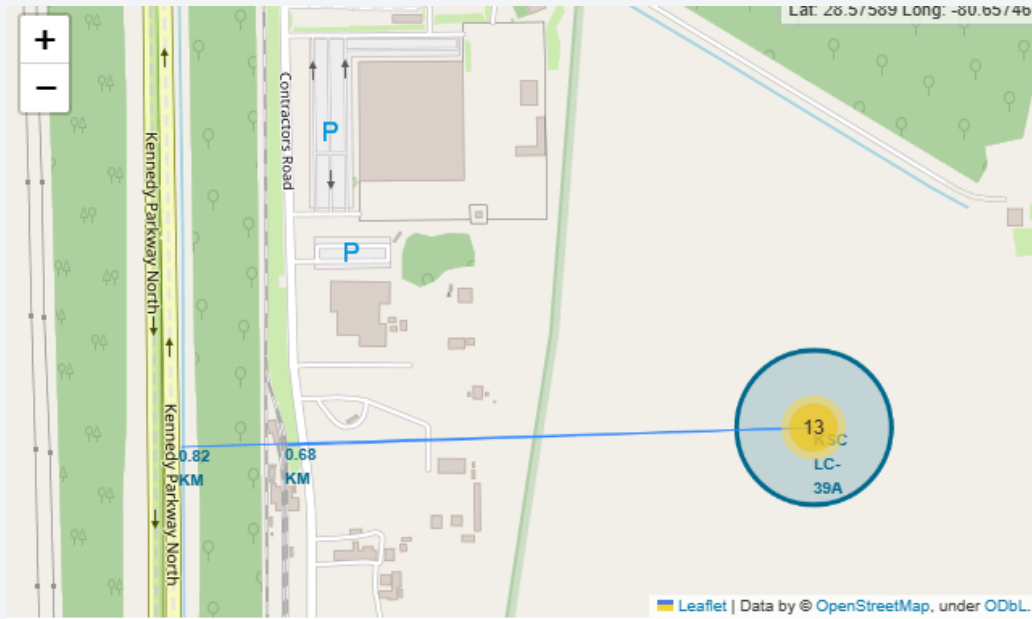 +
−
Lat: 28.57589 Long: -80.65746
Contractors Road
P
Kennedy Parkway North
P
Kennedy Parkway North
0.82
KM
0.68
KM
13
KSC
LC-
39A
Leaflet | Data by © OpenStreetMap, under ODbL.